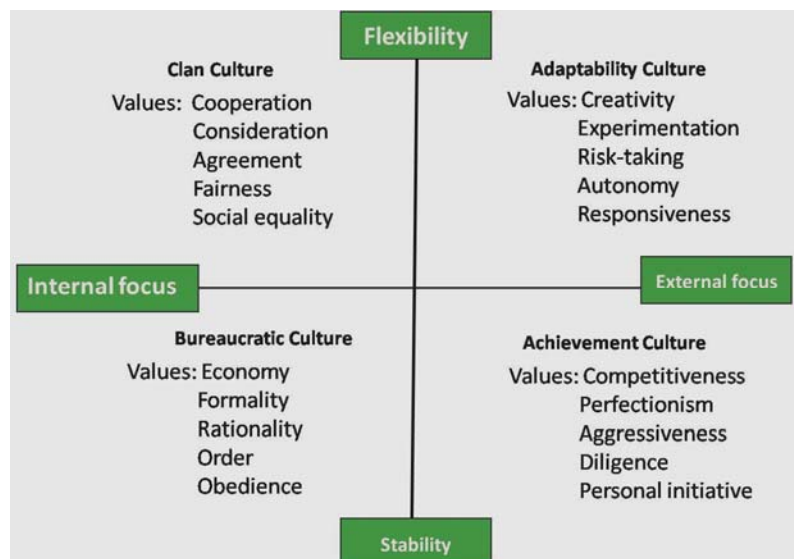 Flexibility
Clan Culture
Values: Cooperation
Consideration
Agreement
Fairness
Social equality
Adaptability Culture
Values: Creativity
Experimentation
Risk-taking
Autonomy
Responsiveness
Internal focus
External focus
Bureaucratic Culture
Values: Economy
Formality
Rationality
Order
Obedience
Achievement Culture
Values: Competitiveness
Perfectionism
Aggressiveness
Diligence
Personal initiative
Stability